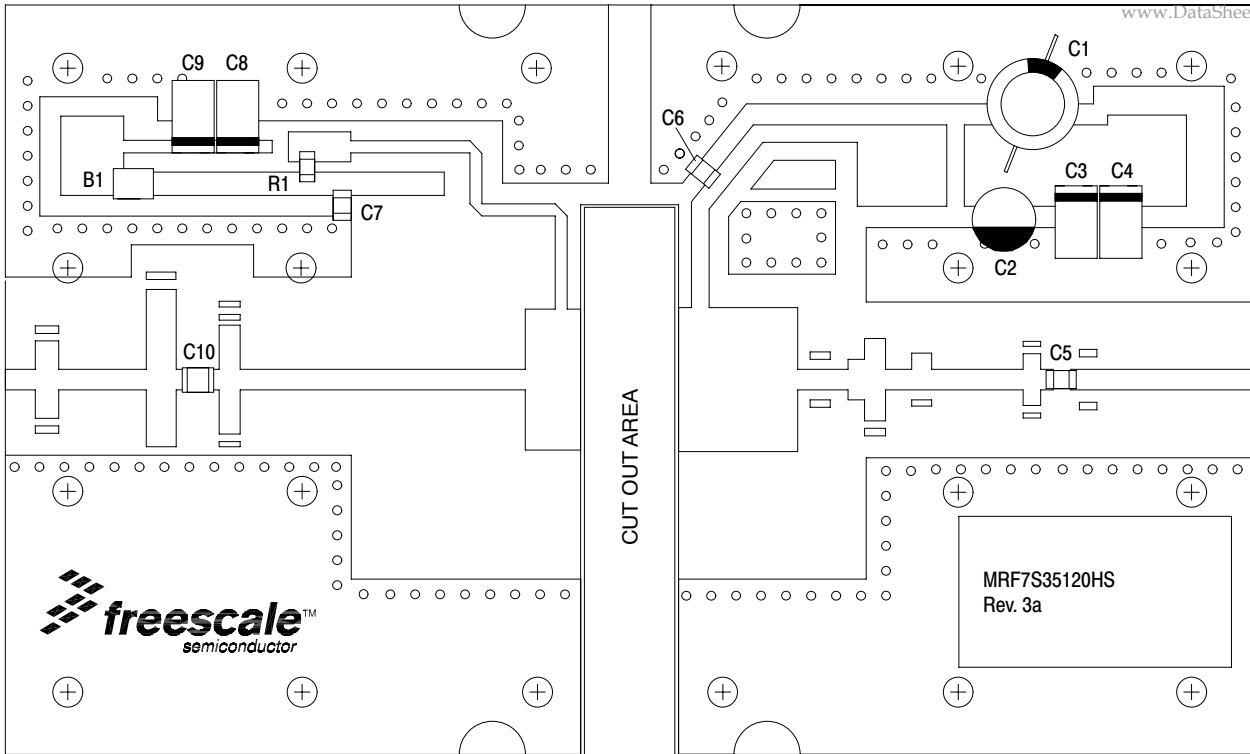 www.DataShee
C9 C8
C1
C6
B1
R1
C7
C3 C4
C2
C10
C5
CUT OUT AREA
MRF7S35120HS
Rev. 3a
freescale™
semiconductor